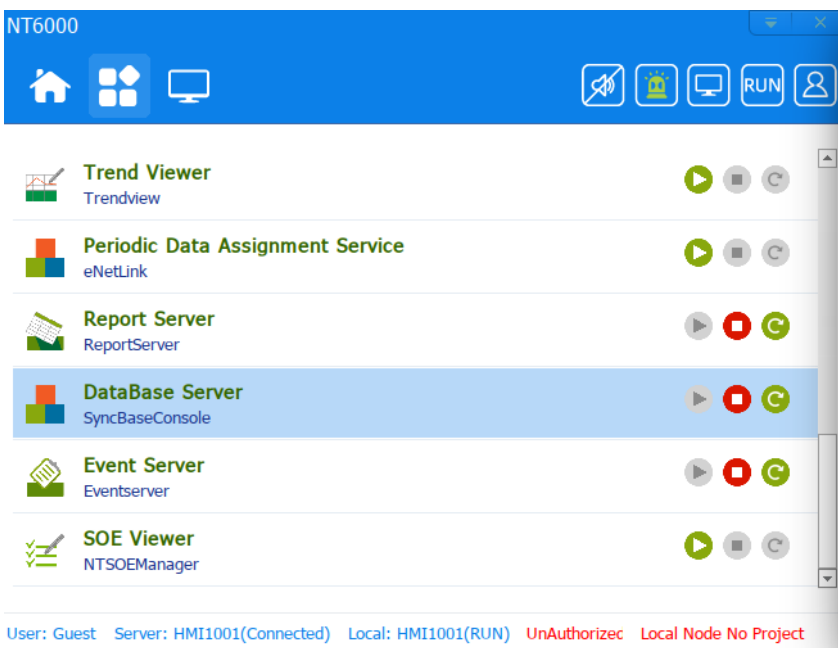 NT6000
RUN
Trend Viewer
Trendview
Periodic Data Assignment Service
eNetLink
Report Server
ReportServer
DataBase Server
SyncBaseConsole
Event Server
Eventserver
SOE Viewer
NTSOEManager
User: Guest Server: HMI1001(Connected) Local: HMI1001(RUN) UnAuthorized Local Node No Project